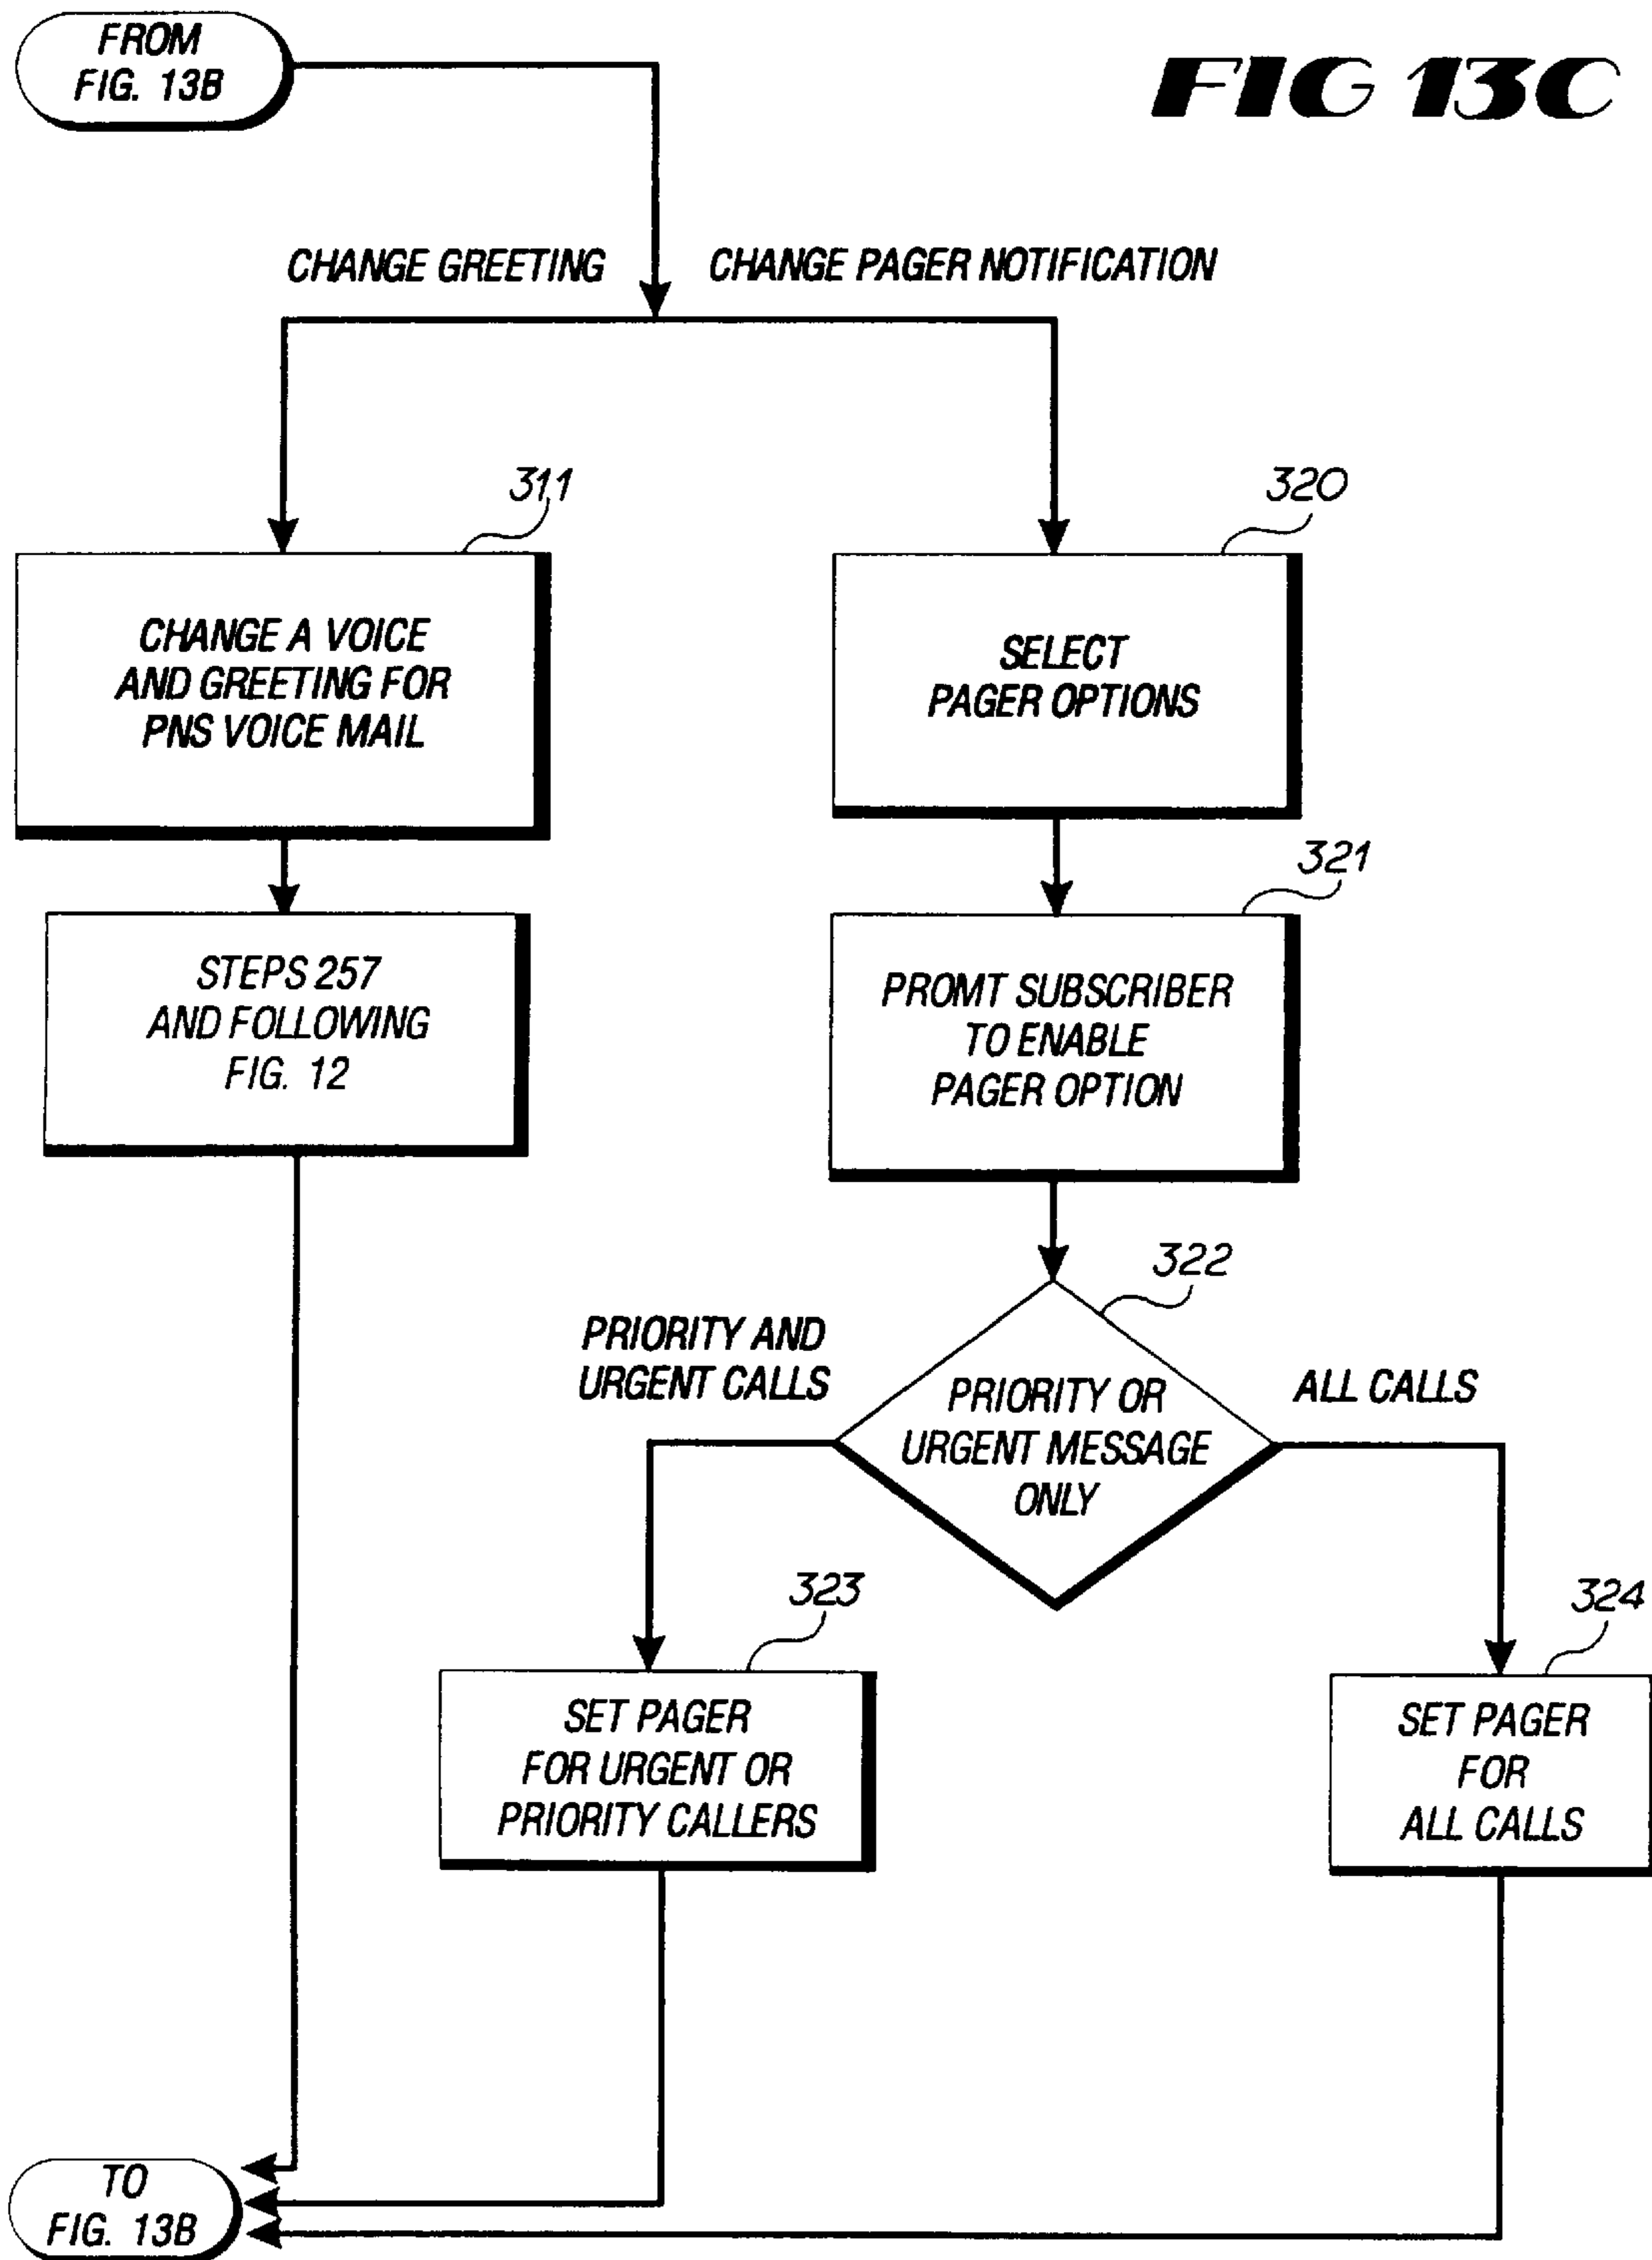 FROM
FIG. 13B
FIG 13C
CHANGE GREETING
CHANGE PAGER NOTIFICATION
311
320
CHANGE A VOICE
AND GREETING FOR
PNS VOICE MAIL
SELECT
PAGER OPTIONS
321
STEPS 257
AND FOLLOWING
FIG. 12
PROMT SUBSCRIBER
TO ENABLE
PAGER OPTION
322
PRIORITY AND
URGENT CALLS
PRIORITY OR
URGENT MESSAGE
ONLY
ALL CALLS
323
324
SET PAGER
FOR URGENT OR
PRIORITY CALLERS
SET PAGER
FOR
ALL CALLS
TO
FIG. 13B